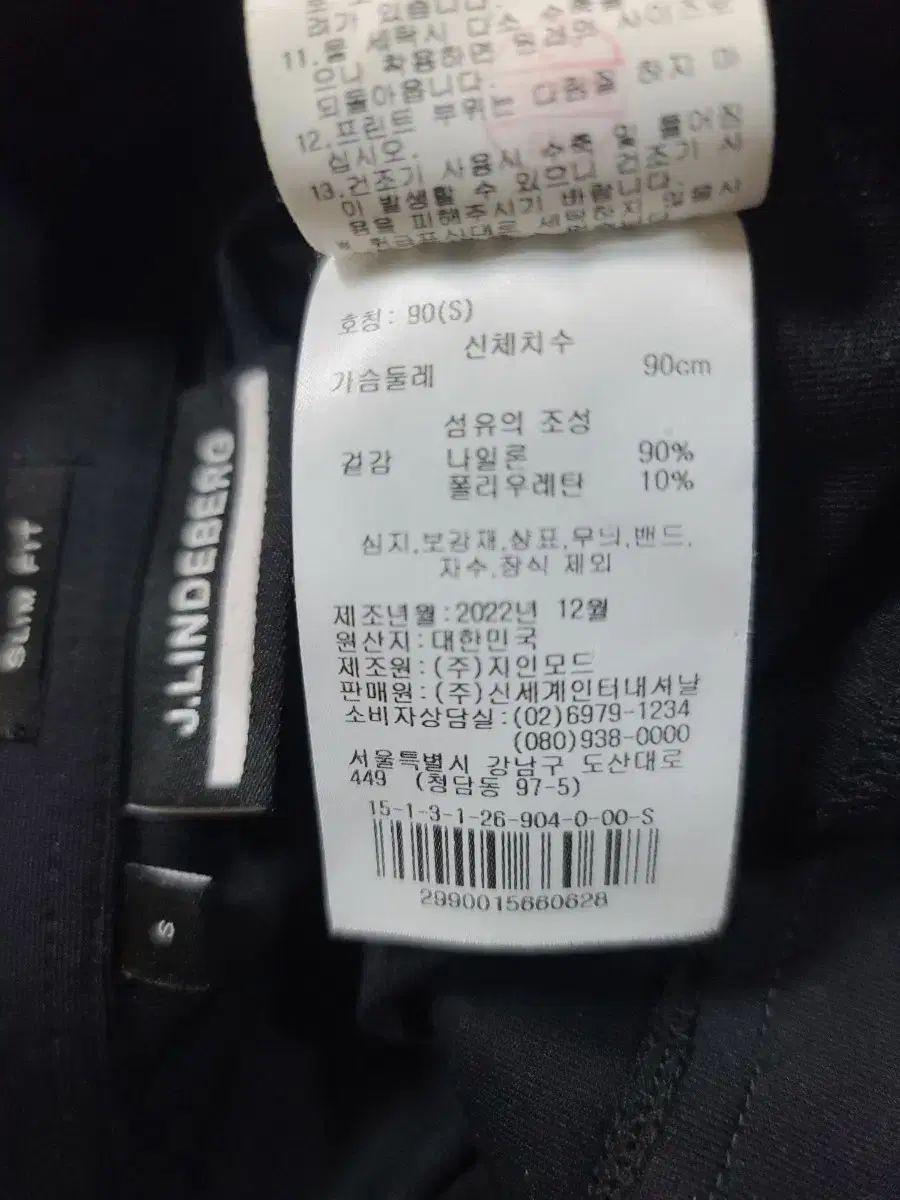 가 있습니다.
11.울 세탁시 다소 수축될
으나 착용하면 원래의 사이즈로
되돌아옵니다.
12.프린트 부위는 다림질 하지 마
십시오.
13.건조기 사용시 수축 및 틀어짐
이 발생할 수 있으니 건조기 사
용을 피해주시기 바랍니다.
호칭: 90(S)
신체치수
가슴둘레 90cm
섬유의 조성
겉감 나일론 90%
폴리우레탄 10%
심지,보강재,상표,무늬,밴드,
자수,장식 제외
제조년월:2022년 12월
원산지:대한민국
제조원:(주)지인모드
판매원:(주)신세계인터내셔날
소비자상담실:(02)6979-1234
(080)938-0000
서울특별시 강남구 도산대로
449 (청담동 97-5)
15-1-3-1-26-904-0-00-S
2990015660628
J.LINDEBERG
SLIM FIT
S